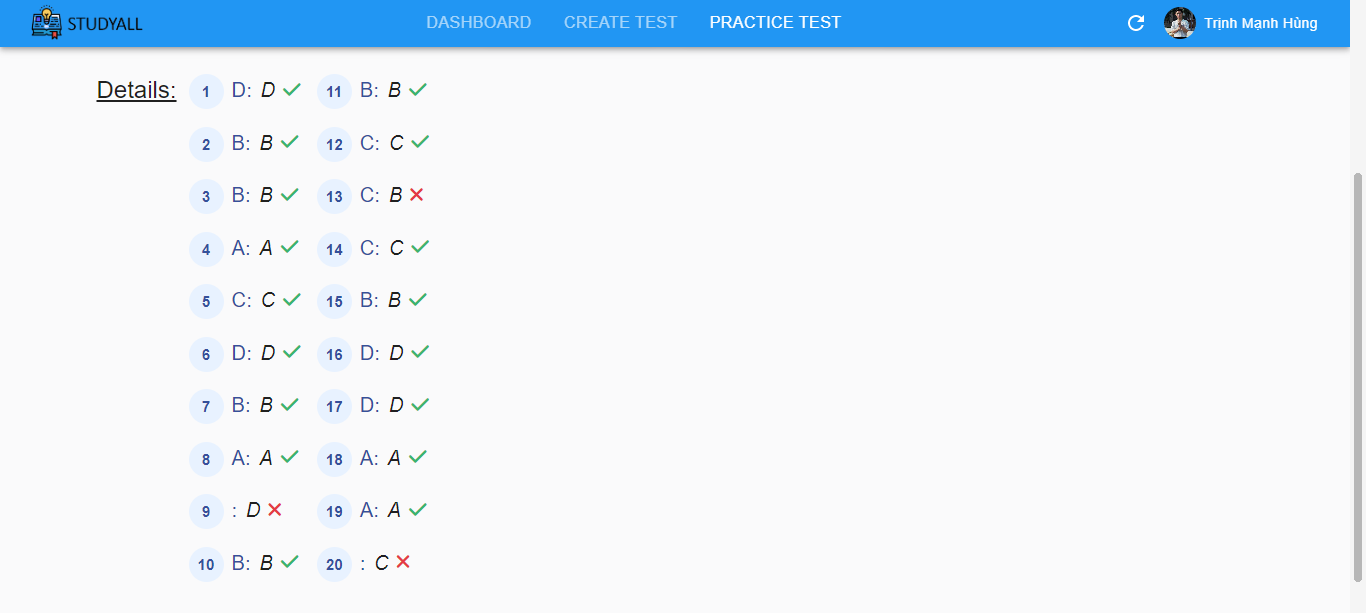 STUDYALL DASHBOARD CREATE TEST PRACTICE TEST Trịnh Mạnh Hùng
Details: 1 D: D 11 B: B
2 B: B 12 C: C
3 B: B 13 C: B
4 A: A 14 C: C
5 C: C 15 B: B
6 D: D 16 D: D
7 B: B 17 D: D
8 A: A 18 A: A
9 : D 19 A: A
10 B: B 20 : C